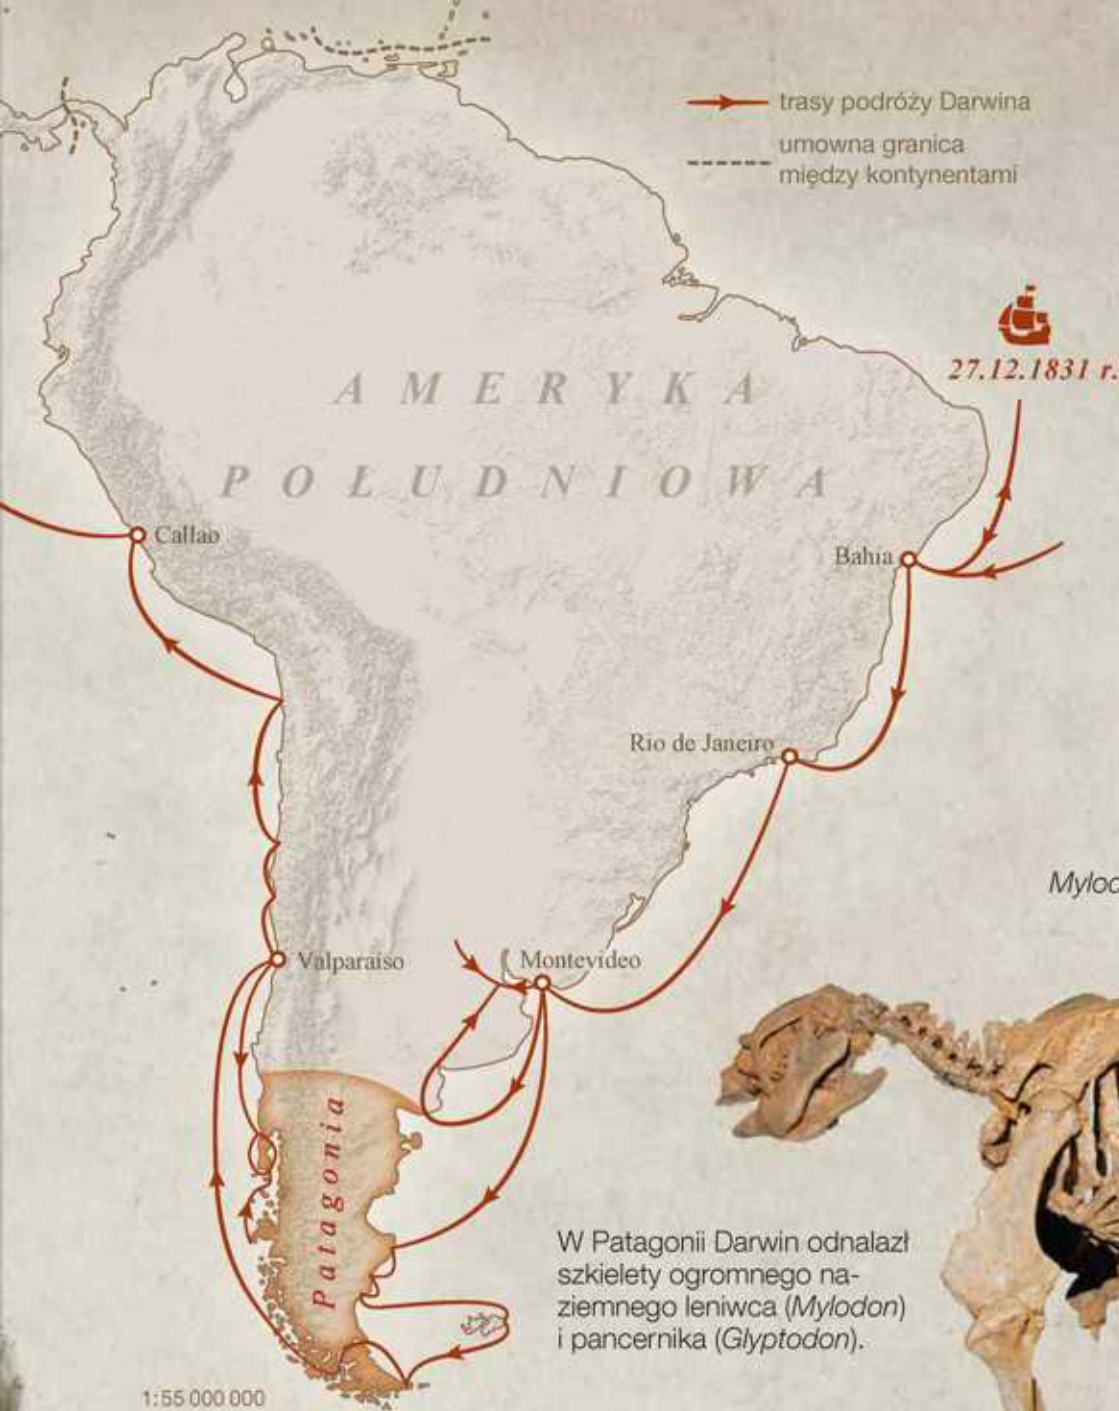 trasy podróży Darwina
umowna granica
między kontynentami
27.12.1831 r.
AMERYKA
POŁUDNIOWA
Callao
Bahia
Rio de Janeiro
Valparaiso
Montevideo
Patagonia
W Patagonii Darwin odnalazł
szkielety ogromnego na-
ziemnego leniwca (Mylodon)
i pancernika (Glyptodon).
1:55 000 000